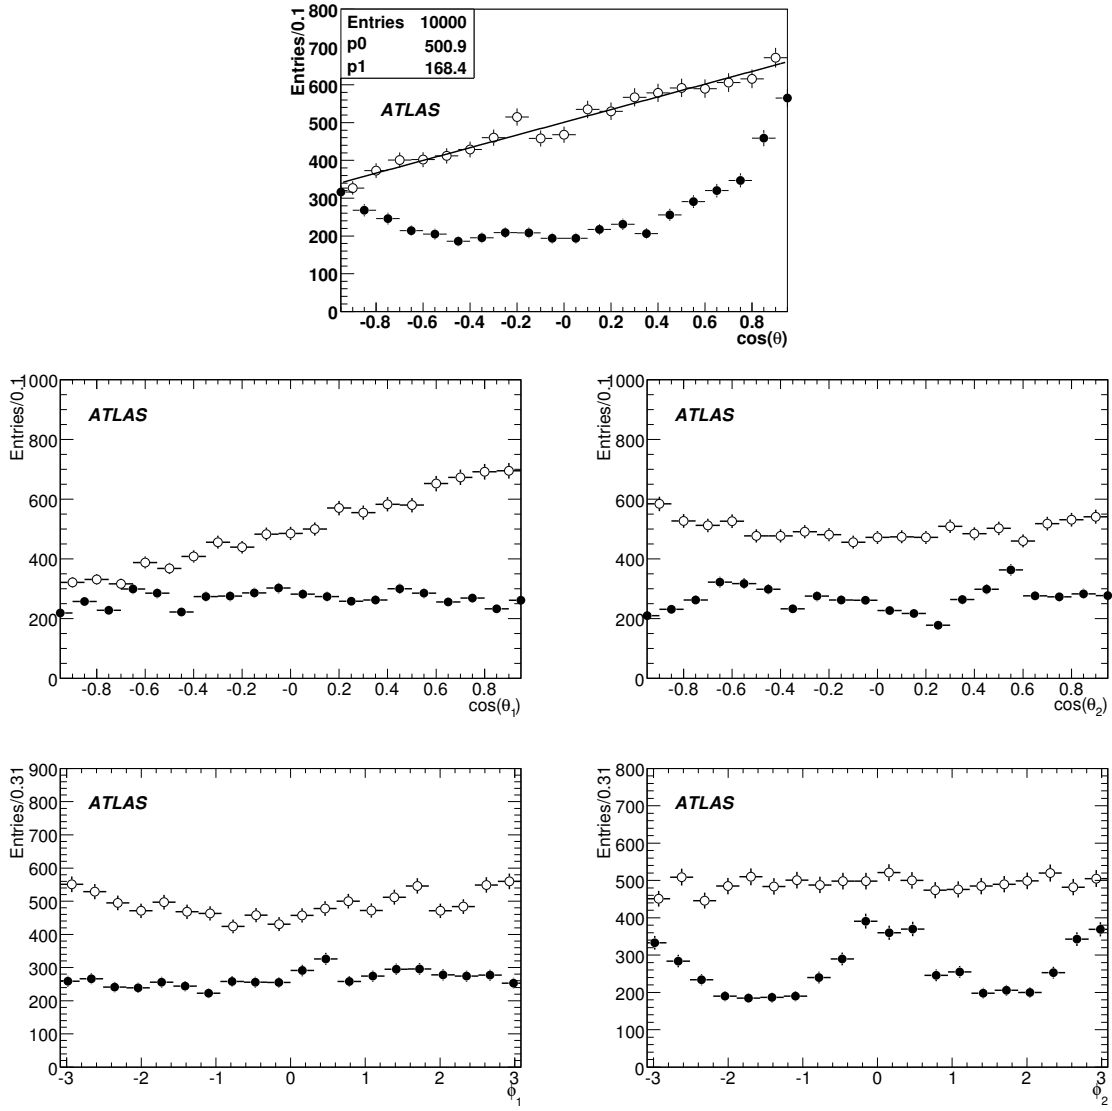 Entries/0.1
800
700
600
500
400
300
200
100
0
Entries 10000
p0 500.9
p1 168.4
ATLAS
-0.8 -0.6 -0.4 -0.2 -0 0.2 0.4 0.6 0.8
cos(θ)
Entries/0.1
1000
800
600
400
200
0
ATLAS
-0.8 -0.6 -0.4 -0.2 -0 0.2 0.4 0.6 0.8
cos(θ1)
Entries/0.1
1000
800
600
400
200
0
ATLAS
-0.8 -0.6 -0.4 -0.2 -0 0.2 0.4 0.6 0.8
cos(θ2)
Entries/0.31
900
800
700
600
500
400
300
200
100
0
ATLAS
-3 -2 -1 0 1 2 3
ϕ1
Entries/0.31
800
700
600
500
400
300
200
100
0
ATLAS
-3 -2 -1 0 1 2 3
ϕ2